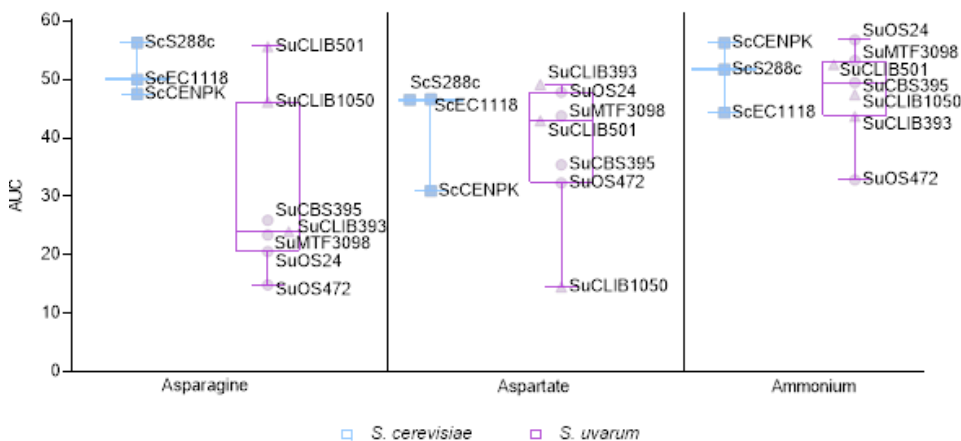 60
50
40
30
20
10
0
AUC
ScS288c
ScEC1118
ScCENPK
SuCLIB501
SuCLIB1050
SuCBS395
SuCLIB393
SuMTF3098
SuOS24
SuOS472
Asparagine
ScS288c
ScEC1118
ScCENPK
SuCLIB393
SuOS24
SuMTF3098
SuCLIB501
SuCBS395
SuOS472
SuCLIB1050
Aspartate
ScCENPK
ScS288c
ScEC1118
SuOS24
SuMTF3098
SuCLIB501
SuCBS395
SuCLIB1050
SuCLIB393
SuOS472
Ammonium
S. cerevisiae
S. uvarum